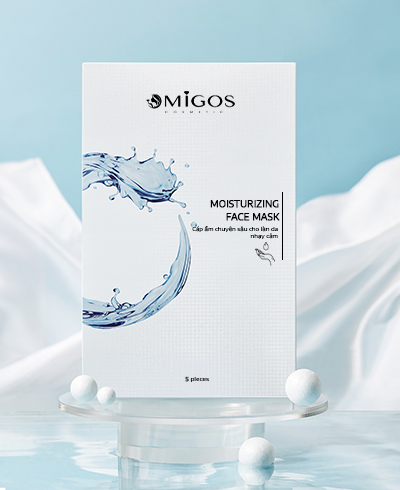 MIGOS
COSMETIC
MOISTURIZING
FACE MASK
Cấp ẩm chuyên sâu cho làn da
nhạy cảm
5 pieces